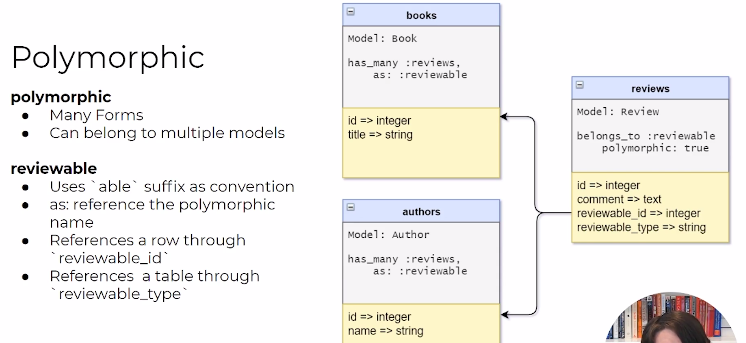 Polymorphic
polymorphic
● Many Forms
● Can belong to multiple models
reviewable
● Uses `able` suffix as convention
● as: reference the polymorphic
name
● References a row through
`reviewable_id`
● References a table through
`reviewable_type`
books
Model: Book
has_many :reviews,
as: :reviewable
id => integer
title => string
authors
Model: Author
has_many :reviews,
as: :reviewable
id => integer
name => string
reviews
Model: Review
belongs_to :reviewable
polymorphic: true
id => integer
comment => text
reviewable_id => integer
reviewable_type => string